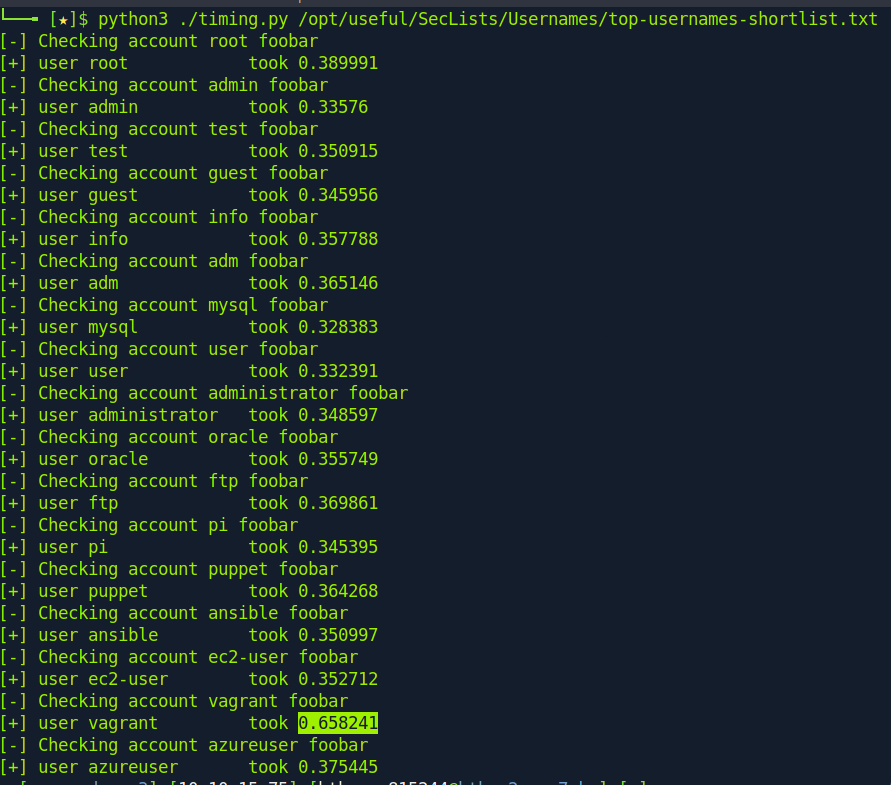 [★]$ python3 ./timing.py /opt/useful/SecLists/Usernames/top-usernames-shortlist.txt
[-] Checking account root foobar
[+] user root took 0.389991
[-] Checking account admin foobar
[+] user admin took 0.33576
[-] Checking account test foobar
[+] user test took 0.350915
[-] Checking account guest foobar
[+] user guest took 0.345956
[-] Checking account info foobar
[+] user info took 0.357788
[-] Checking account adm foobar
[+] user adm took 0.365146
[-] Checking account mysql foobar
[+] user mysql took 0.328383
[-] Checking account user foobar
[+] user user took 0.332391
[-] Checking account administrator foobar
[+] user administrator took 0.348597
[-] Checking account oracle foobar
[+] user oracle took 0.355749
[-] Checking account ftp foobar
[+] user ftp took 0.369861
[-] Checking account pi foobar
[+] user pi took 0.345395
[-] Checking account puppet foobar
[+] user puppet took 0.364268
[-] Checking account ansible foobar
[+] user ansible took 0.350997
[-] Checking account ec2-user foobar
[+] user ec2-user took 0.352712
[-] Checking account vagrant foobar
[+] user vagrant took 0.658241
[-] Checking account azureuser foobar
[+] user azureuser took 0.375445